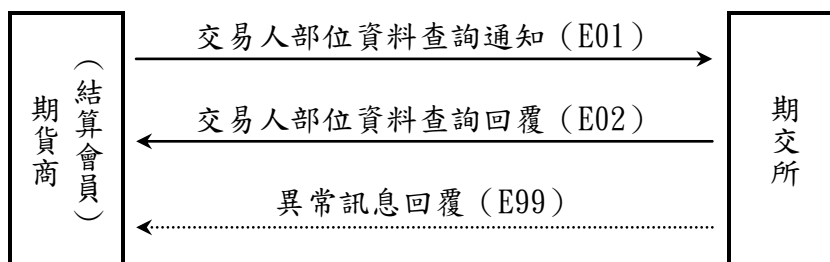 交易人部位資料查詢通知（E01）
期貨商
（結算會員）
交易人部位資料查詢回覆（E02）
期交所
異常訊息回覆（E99）